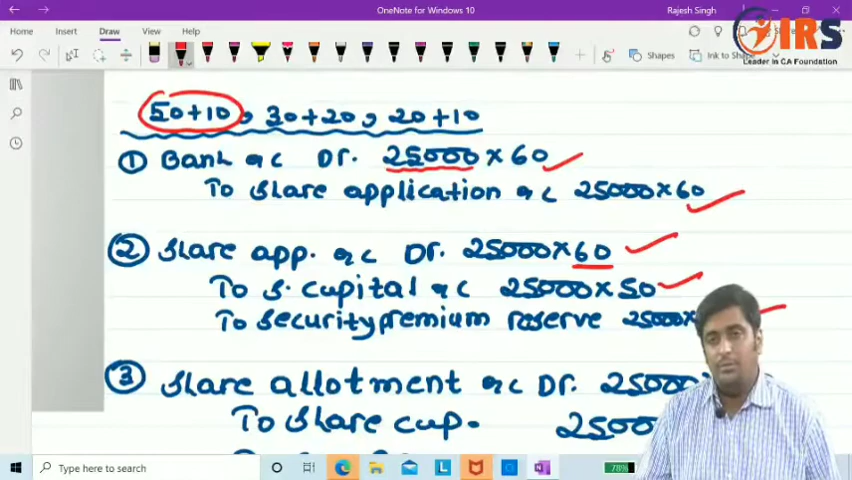 OneNote for Windows 10
Rajesh Singh
Home Insert Draw View Help
Shapes
Ink to Shape
IRS
Leader in CA Foundation
50+10, 30+20, 20+10
① Bank a/c Dr. 25000×60
To Share application a/c 25000×60
② Share app. a/c Dr. 25000×60
To S. capital a/c 25000×50
To security premium reserve 25000×
③ Share allotment a/c Dr. 25000
To Share cap.
Type here to search
78%